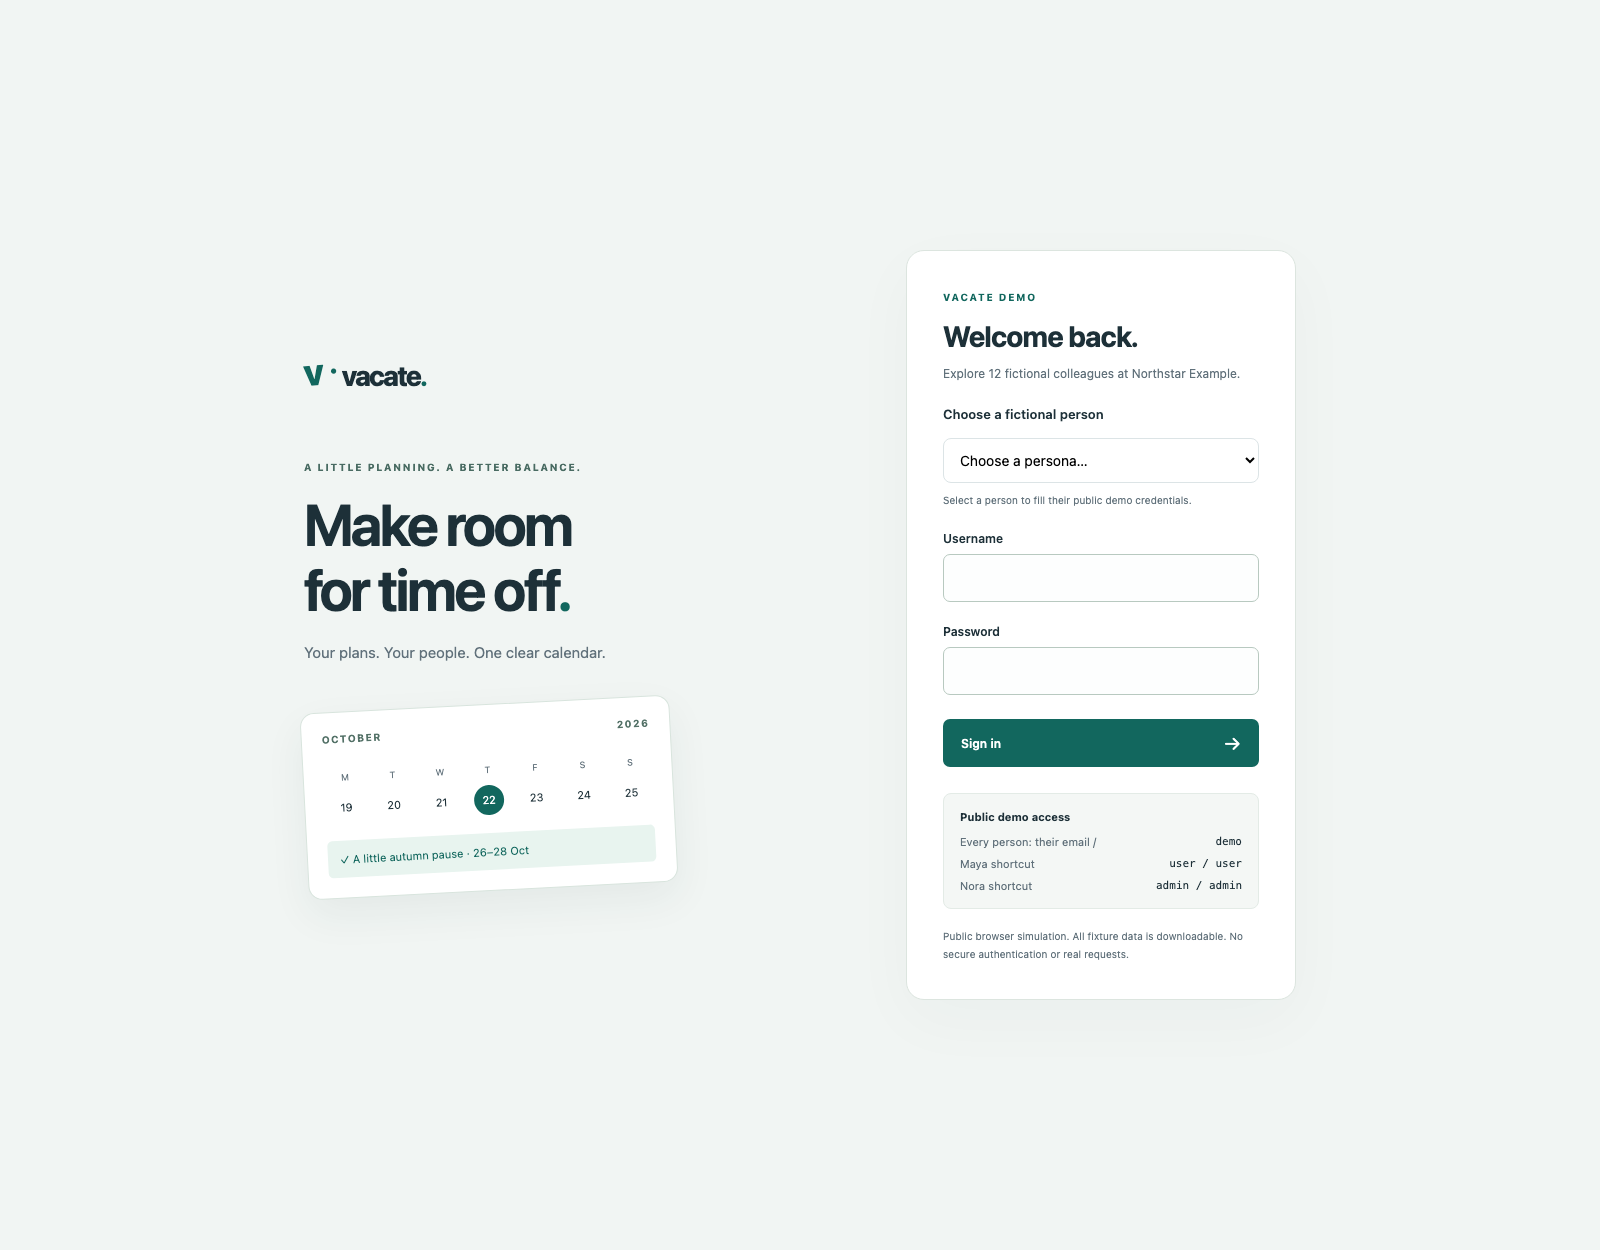 vacate.
A LITTLE PLANNING. A BETTER BALANCE.
Make room
for time off.
Your plans. Your people. One clear calendar.
OCTOBER 2026
M T W T F S S
19 20 21 22 23 24 25
✓ A little autumn pause · 26–28 Oct
VACATE DEMO
Welcome back.
Explore 12 fictional colleagues at Northstar Example.
Choose a fictional person
Choose a persona...
Select a person to fill their public demo credentials.
Username
Password
Sign in →
Public demo access
Every person: their email / demo
Maya shortcut user / user
Nora shortcut admin / admin
Public browser simulation. All fixture data is downloadable. No
secure authentication or real requests.